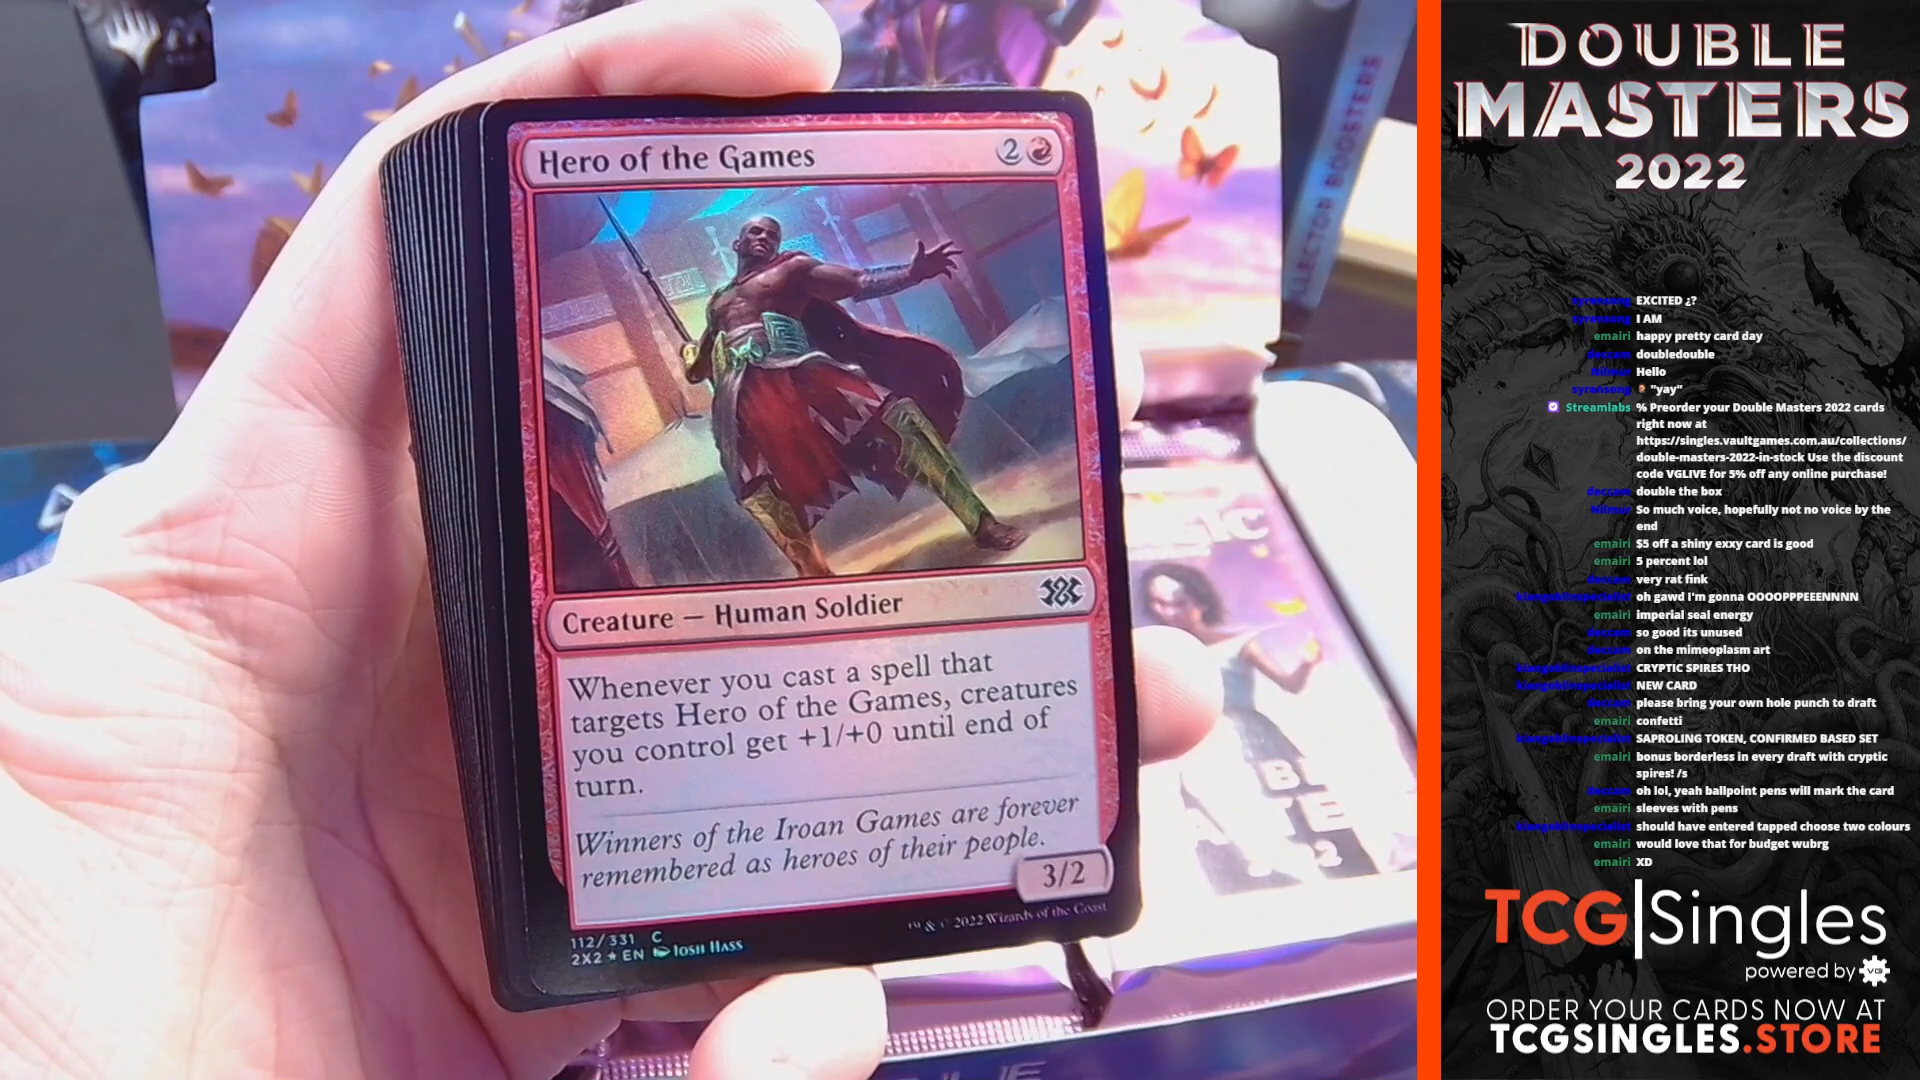 Hero of the Games
2
Creature — Human Soldier
Whenever you cast a spell that
targets Hero of the Games, creatures
you control get +1/+0 until end of
turn.
Winners of the Iroan Games are forever
remembered as heroes of their people.
3/2
112/331 C
2X2 ★ EN Josh Hass
™ & © 2022 Wizards of the Coast
LLECTOR BOOSTERS
DOUBLE
MASTERS
2022
syrensong EXCITED ¿?
syrensong I AM
emairi happy pretty card day
doubledouble
Hello
syrensong "yay"
Streamlabs % Preorder your Double Masters 2022 cards
right now at
https://singles.vaultgames.com.au/collections/
double-masters-2022-in-stock Use the discount
code VGLIVE for 5% off any online purchase!
double the box
So much voice, hopefully not no voice by the
end
emairi $5 off a shiny exxy card is good
emairi 5 percent lol
very rat fink
oh gawd I'm gonna OOOOPPPEEENNNN
emairi imperial seal energy
so good its unused
on the mimeoplasm art
CRYPTIC SPIRES THO
NEW CARD
please bring your own hole punch to draft
emairi confetti
SAPROLING TOKEN, CONFIRMED BASED SET
emairi bonus borderless in every draft with cryptic
spires! /s
oh lol, yeah ballpoint pens will mark the card
emairi sleeves with pens
should have entered tapped choose two colours
emairi would love that for budget wubrg
emairi XD
TCG|Singles
powered by VG
ORDER YOUR CARDS NOW AT
TCGSINGLES.STORE